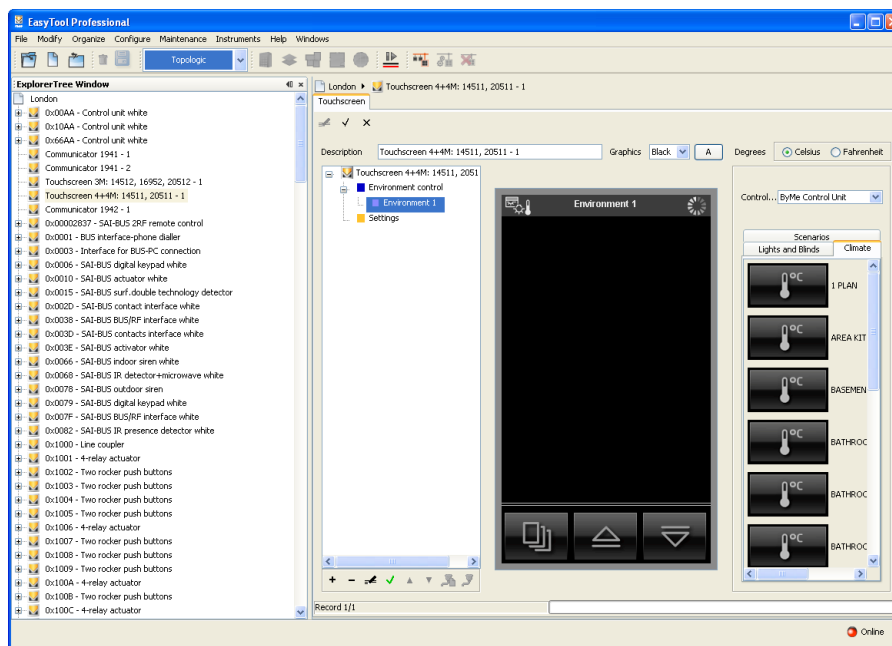 EasyTool Professional
File Modify Organize Configure Maintenance Instruments Help Windows
Topologic
ExplorerTree Window
London
0x00AA - Control unit white
0x10AA - Control unit white
0x66AA - Control unit white
Communicator 1941 - 1
Communicator 1941 - 2
Touchscreen 3M: 14512, 16952, 20512 - 1
Touchscreen 4+4M: 14511, 20511 - 1
Communicator 1942 - 1
0x00002837 - SAI-BUS 2RF remote control
0x0001 - BUS interface-phone dialler
0x0003 - Interface for BUS-PC connection
0x0006 - SAI-BUS digital keypad white
0x0010 - SAI-BUS actuator white
0x0015 - SAI-BUS surf.double technology detector
0x002D - SAI-BUS contact interface white
0x0038 - SAI-BUS BUS/RF interface white
0x003D - SAI-BUS contacts interface white
0x003E - SAI-BUS activator white
0x0066 - SAI-BUS indoor siren white
0x0068 - SAI-BUS IR detector+microwave white
0x0078 - SAI-BUS outdoor siren
0x0079 - SAI-BUS digital keypad white
0x007F - SAI-BUS BUS/RF interface white
0x0082 - SAI-BUS IR presence detector white
0x1000 - Line coupler
0x1001 - 4-relay actuator
0x1002 - Two rocker push buttons
0x1003 - Two rocker push buttons
0x1004 - Two rocker push buttons
0x1005 - Two rocker push buttons
0x1006 - 4-relay actuator
0x1007 - Two rocker push buttons
0x1008 - Two rocker push buttons
0x1009 - Two rocker push buttons
0x100A - 4-relay actuator
0x100B - Two rocker push buttons
0x100C - 4-relay actuator
London Touchscreen 4+4M: 14511, 20511 - 1
Touchscreen
Description Touchscreen 4+4M: 14511, 20511 - 1 Graphics Black A Degrees Celsius Fahrenheit
Touchscreen 4+4M: 14511, 2051
Environment control
Environment 1
Settings
Environment 1
Control... ByMe Control Unit
Scenarios
Lights and Blinds Climate
°C 1 PLAN
°C AREA KIT
°C BASEMEN
°C BATHROC
°C BATHROC
°C BATHROC
Record 1/1
Online